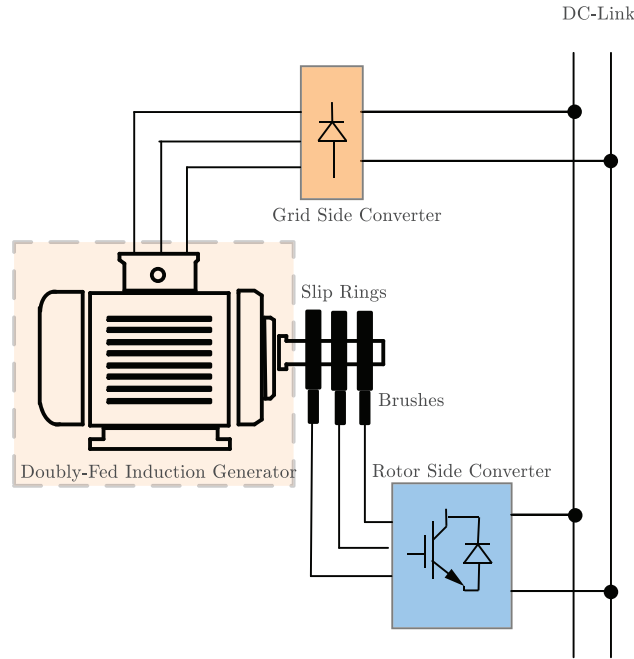 DC-Link
Grid Side Converter
Slip Rings
Brushes
Doubly-Fed Induction Generator
Rotor Side Converter